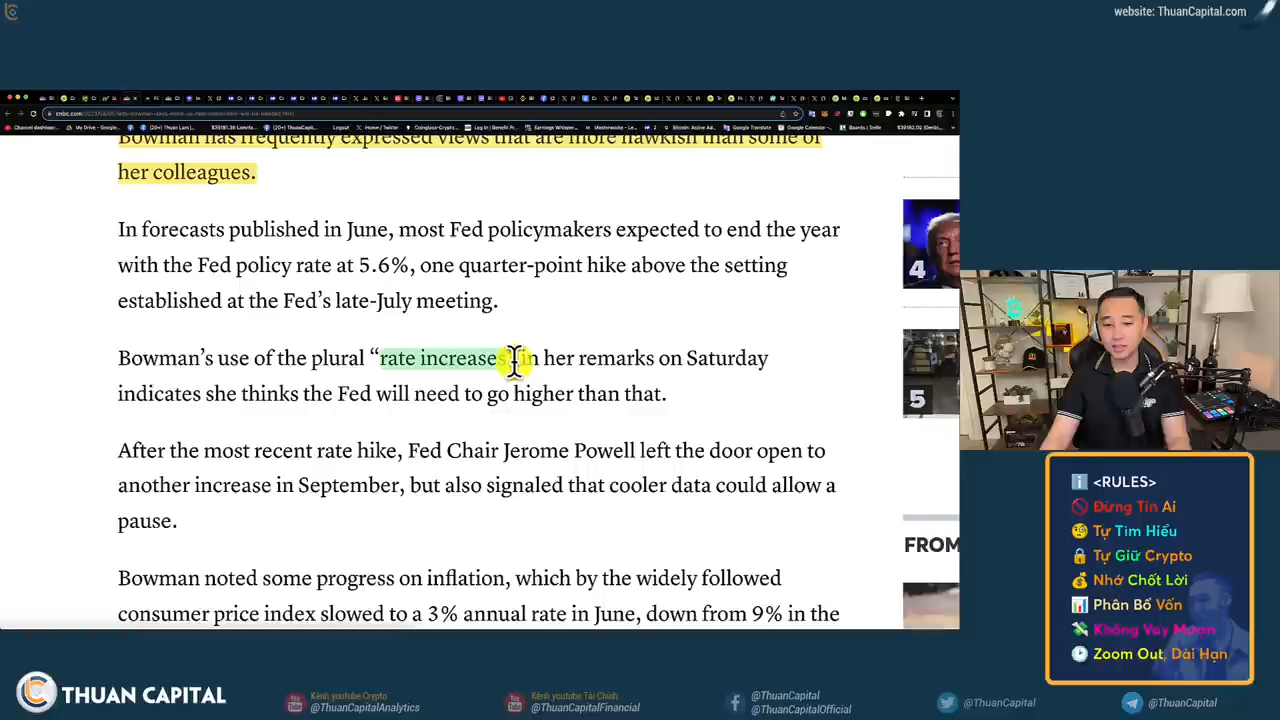 website: ThuanCapital.com
Bowman has frequently expressed views that are more hawkish than some of
her colleagues.
In forecasts published in June, most Fed policymakers expected to end the year
with the Fed policy rate at 5.6%, one quarter-point hike above the setting
established at the Fed's late-July meeting.
Bowman's use of the plural “rate increases” in her remarks on Saturday
indicates she thinks the Fed will need to go higher than that.
After the most recent rate hike, Fed Chair Jerome Powell left the door open to
another increase in September, but also signaled that cooler data could allow a
pause.
Bowman noted some progress on inflation, which by the widely followed
consumer price index slowed to a 3% annual rate in June, down from 9% in the
4
5
FROM
<RULES>
Đừng Tin Ai
Tự Tìm Hiểu
Tự Giữ Crypto
Nhớ Chốt Lời
Phân Bổ Vốn
Không Vay Mượn
Zoom Out, Dài Hạn
THUAN CAPITAL
Kênh youtube Crypto
@ThuanCapitalAnalytics
Kênh youtube Tài Chính
@ThuanCapitalFinancial
@ThuanCapital
@ThuanCapitalOfficial
@ThuanCapital
@ThuanCapital